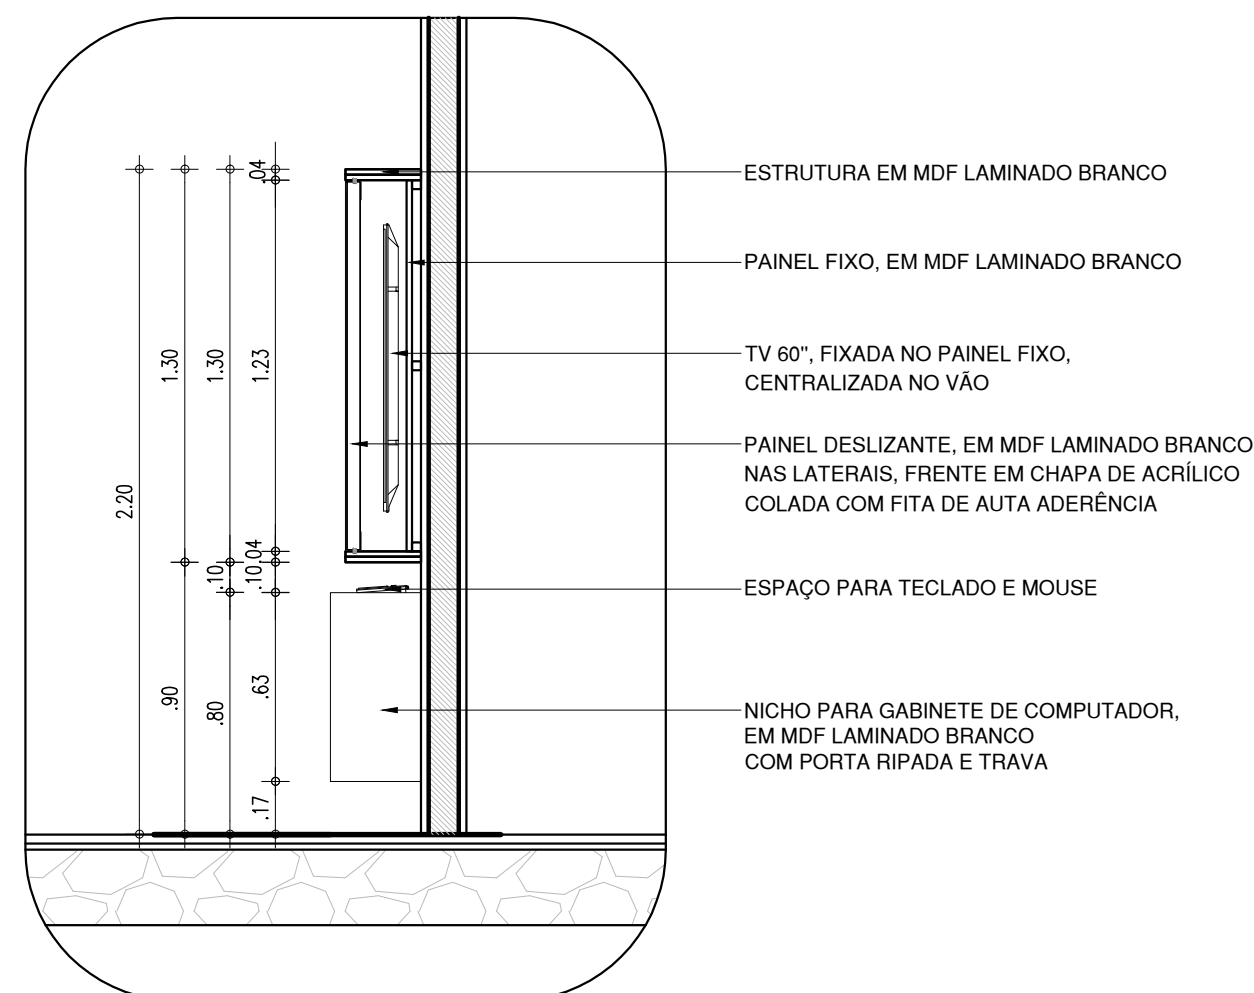 ESTRUTURA EM MDF LAMINADO BRANCO
PAINEL FIXO, EM MDF LAMINADO BRANCO
TV 60", FIXADA NO PAINEL FIXO,
CENTRALIZADA NO VÃO
PAINEL DESLIZANTE, EM MDF LAMINADO BRANCO
NAS LATERAIS, FRENTE EM CHAPA DE ACRÍLICO
COLADA COM FITA DE AUTA ADERÊNCIA
ESPAÇO PARA TECLADO E MOUSE
NICHO PARA GABINETE DE COMPUTADOR,
EM MDF LAMINADO BRANCO
COM PORTA RIPADA E TRAVA
2.20
1.30
.90
1.30
.10
.80
.04
1.23
.04
.10
.63
.17